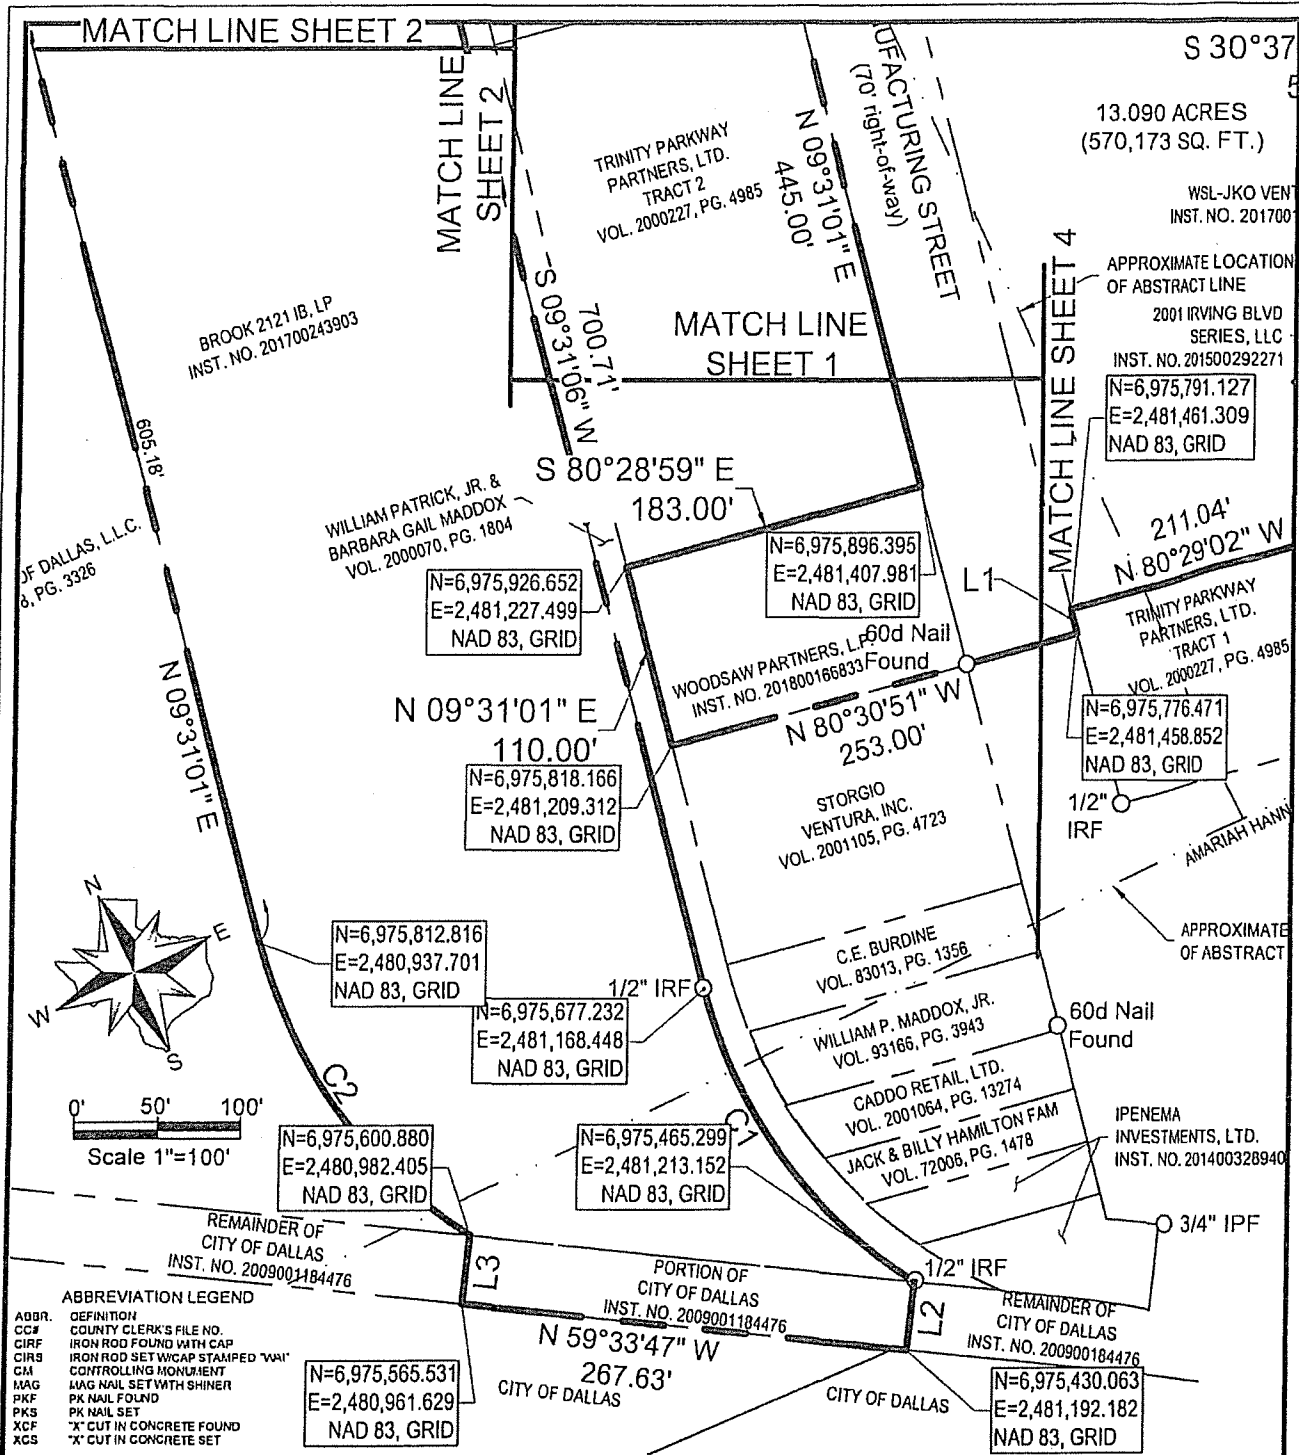 MATCH LINE SHEET 2
MATCH LINE
SHEET 2
TRINITY PARKWAY
PARTNERS, LTD.
TRACT 2
VOL. 2000227, PG. 4985
N 09°31'01" E
445.00'
UFACTURING STREET
(70' right-of-way)
S 30°37
5
13.090 ACRES
(570,173 SQ. FT.)
WSL-JKO VENT
INST. NO. 201700
APPROXIMATE LOCATION
OF ABSTRACT LINE
2001 IRVING BLVD
SERIES, LLC
INST. NO. 201500292271
MATCH LINE SHEET 4
N=6,975,791.127
E=2,481,461.309
NAD 83, GRID
BROOK 2121 IB, LP
INST. NO. 201700243903
700.71'
S 09°31'06" W
MATCH LINE
SHEET 1
605.18'
S 80°28'59" E
183.00'
WILLIAM PATRICK, JR. &
BARBARA GAIL MADDOX
VOL. 2000070, PG. 1804
OF DALLAS, L.L.C.
8, PG. 3326
N=6,975,926.652
E=2,481,227.499
NAD 83, GRID
N=6,975,896.395
E=2,481,407.981
NAD 83, GRID
L1
211.04'
N 80°29'02" W
TRINITY PARKWAY
PARTNERS, LTD.
TRACT 1
VOL. 2000227, PG. 4985
60d Nail
Found
WOODSAW PARTNERS, L.P.
INST. NO. 201800166833
N 09°31'01" E
N 09°31'01" E
110.00'
N 80°30'51" W
253.00'
N=6,975,776.471
E=2,481,458.852
NAD 83, GRID
N=6,975,818.166
E=2,481,209.312
NAD 83, GRID
STORGIO
VENTURA, INC.
VOL. 2001105, PG. 4723
1/2"
IRF
AMARIAH HANN
N
E
W
S
N=6,975,812.816
E=2,480,937.701
NAD 83, GRID
C.E. BURDINE
VOL. 83013, PG. 1356
APPROXIMATE
OF ABSTRACT
1/2" IRF
N=6,975,677.232
E=2,481,168.448
NAD 83, GRID
WILLIAM P. MADDOX, JR.
VOL. 93166, PG. 3943
60d Nail
Found
C2
CADDO RETAIL, LTD.
VOL. 2001064, PG. 13274
0' 50' 100'
Scale 1"=100'
C1
JACK & BILLY HAMILTON FAM
VOL. 72006, PG. 1478
IPENEMA
INVESTMENTS, LTD.
INST. NO. 201400328940
N=6,975,600.880
E=2,480,982.405
NAD 83, GRID
N=6,975,465.299
E=2,481,213.152
NAD 83, GRID
3/4" IPF
REMAINDER OF
CITY OF DALLAS
INST. NO. 2009001184476
L3
PORTION OF
CITY OF DALLAS
INST. NO. 2009001184476
1/2" IRF
L2
REMAINDER OF
CITY OF DALLAS
INST. NO. 200900184476
N 59°33'47" W
267.63'
CITY OF DALLAS
CITY OF DALLAS
N=6,975,565.531
E=2,480,961.629
NAD 83, GRID
N=6,975,430.063
E=2,481,192.182
NAD 83, GRID
ABBREVIATION LEGEND
ABBR. DEFINITION
CC# COUNTY CLERK'S FILE NO.
CIRF IRON ROD FOUND WITH CAP
CIRS IRON ROD SET W/CAP STAMPED "WAI"
CM CONTROLLING MONUMENT
MAG MAG NAIL SET WITH SHINER
PKF PK NAIL FOUND
PKS PK NAIL SET
XCF "X" CUT IN CONCRETE FOUND
XCS "X" CUT IN CONCRETE SET